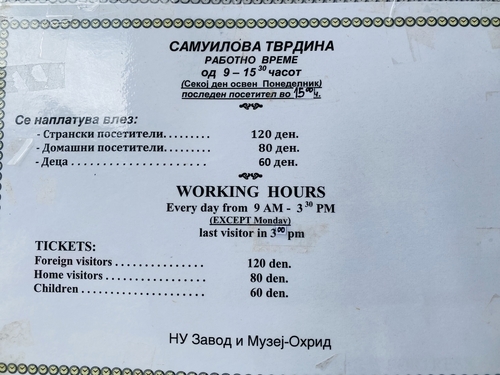 САМУИЛОВА ТВРДИНА
РАБОТНО ВРЕМЕ
од 9 – 15 30 часот
(Секој ден освен Понеделник)
последен посетител во 15 00 ч.
Се наплатува влез:
- Странски посетители......... 120 ден.
- Домашни посетители......... 80 ден.
- Деца................................ 60 ден.
WORKING HOURS
Every day from 9 AM - 3 30 PM
(EXCEPT Monday)
last visitor in 3 00 pm
TICKETS:
Foreign visitors .................... 120 den.
Home visitors ...................... 80 den.
Children ............................. 60 den.
НУ Завод и Музеј-Охрид